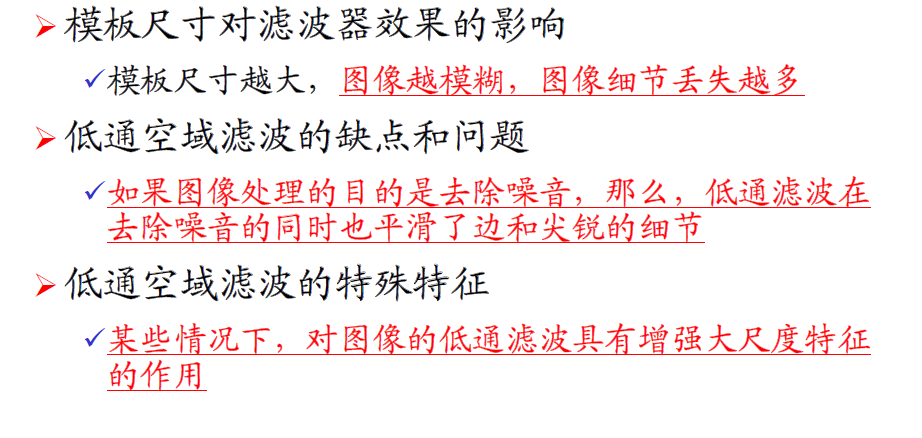 模板尺寸对滤波器效果的影响
模板尺寸越大，图像越模糊，图像细节丢失越多
低通空域滤波的缺点和问题
如果图像处理的目的是去除噪音，那么，低通滤波在
去除噪音的同时也平滑了边和尖锐的细节
低通空域滤波的特殊特征
某些情况下，对图像的低通滤波具有增强大尺度特征
的作用